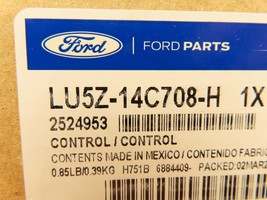 Ford
FORD PARTS
LU5Z-14C708-H 1X
2524953
CONTROL / CONTROL
CONTENTS MADE IN MEXICO / CONTENIDO FABRIC
0.85LB/0.39KG H751B 6884409- PACKED:02MAR2